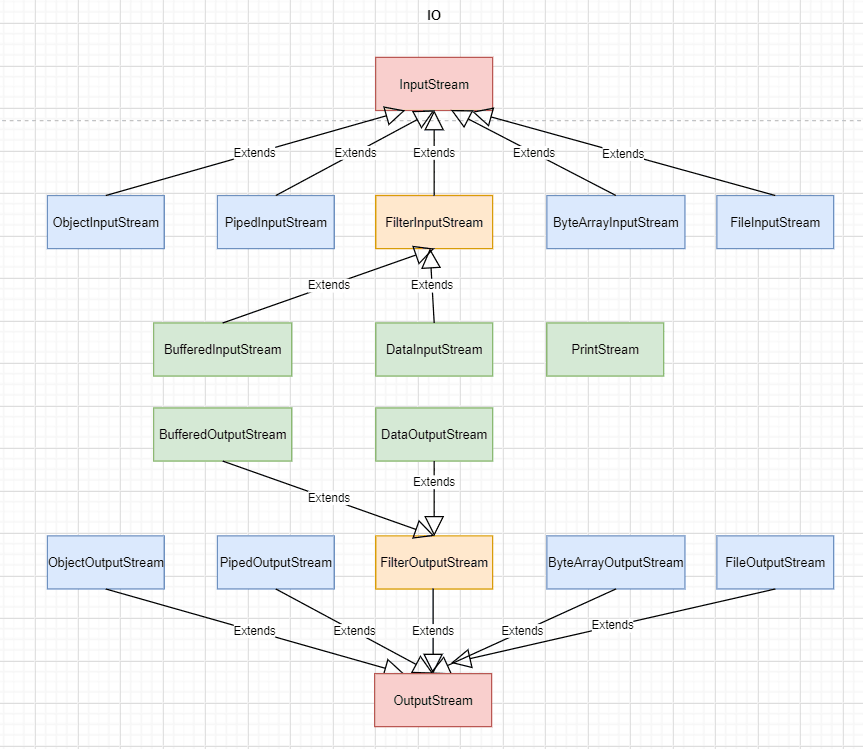 IO
InputStream
Extends
Extends
Extends
Extends
Extends
ObjectInputStream
PipedInputStream
FilterInputStream
ByteArrayInputStream
FileInputStream
Extends
Extends
BufferedInputStream
DataInputStream
PrintStream
BufferedOutputStream
DataOutputStream
Extends
Extends
ObjectOutputStream
PipedOutputStream
FilterOutputStream
ByteArrayOutputStream
FileOutputStream
Extends
Extends
Extends
Extends
Extends
OutputStream